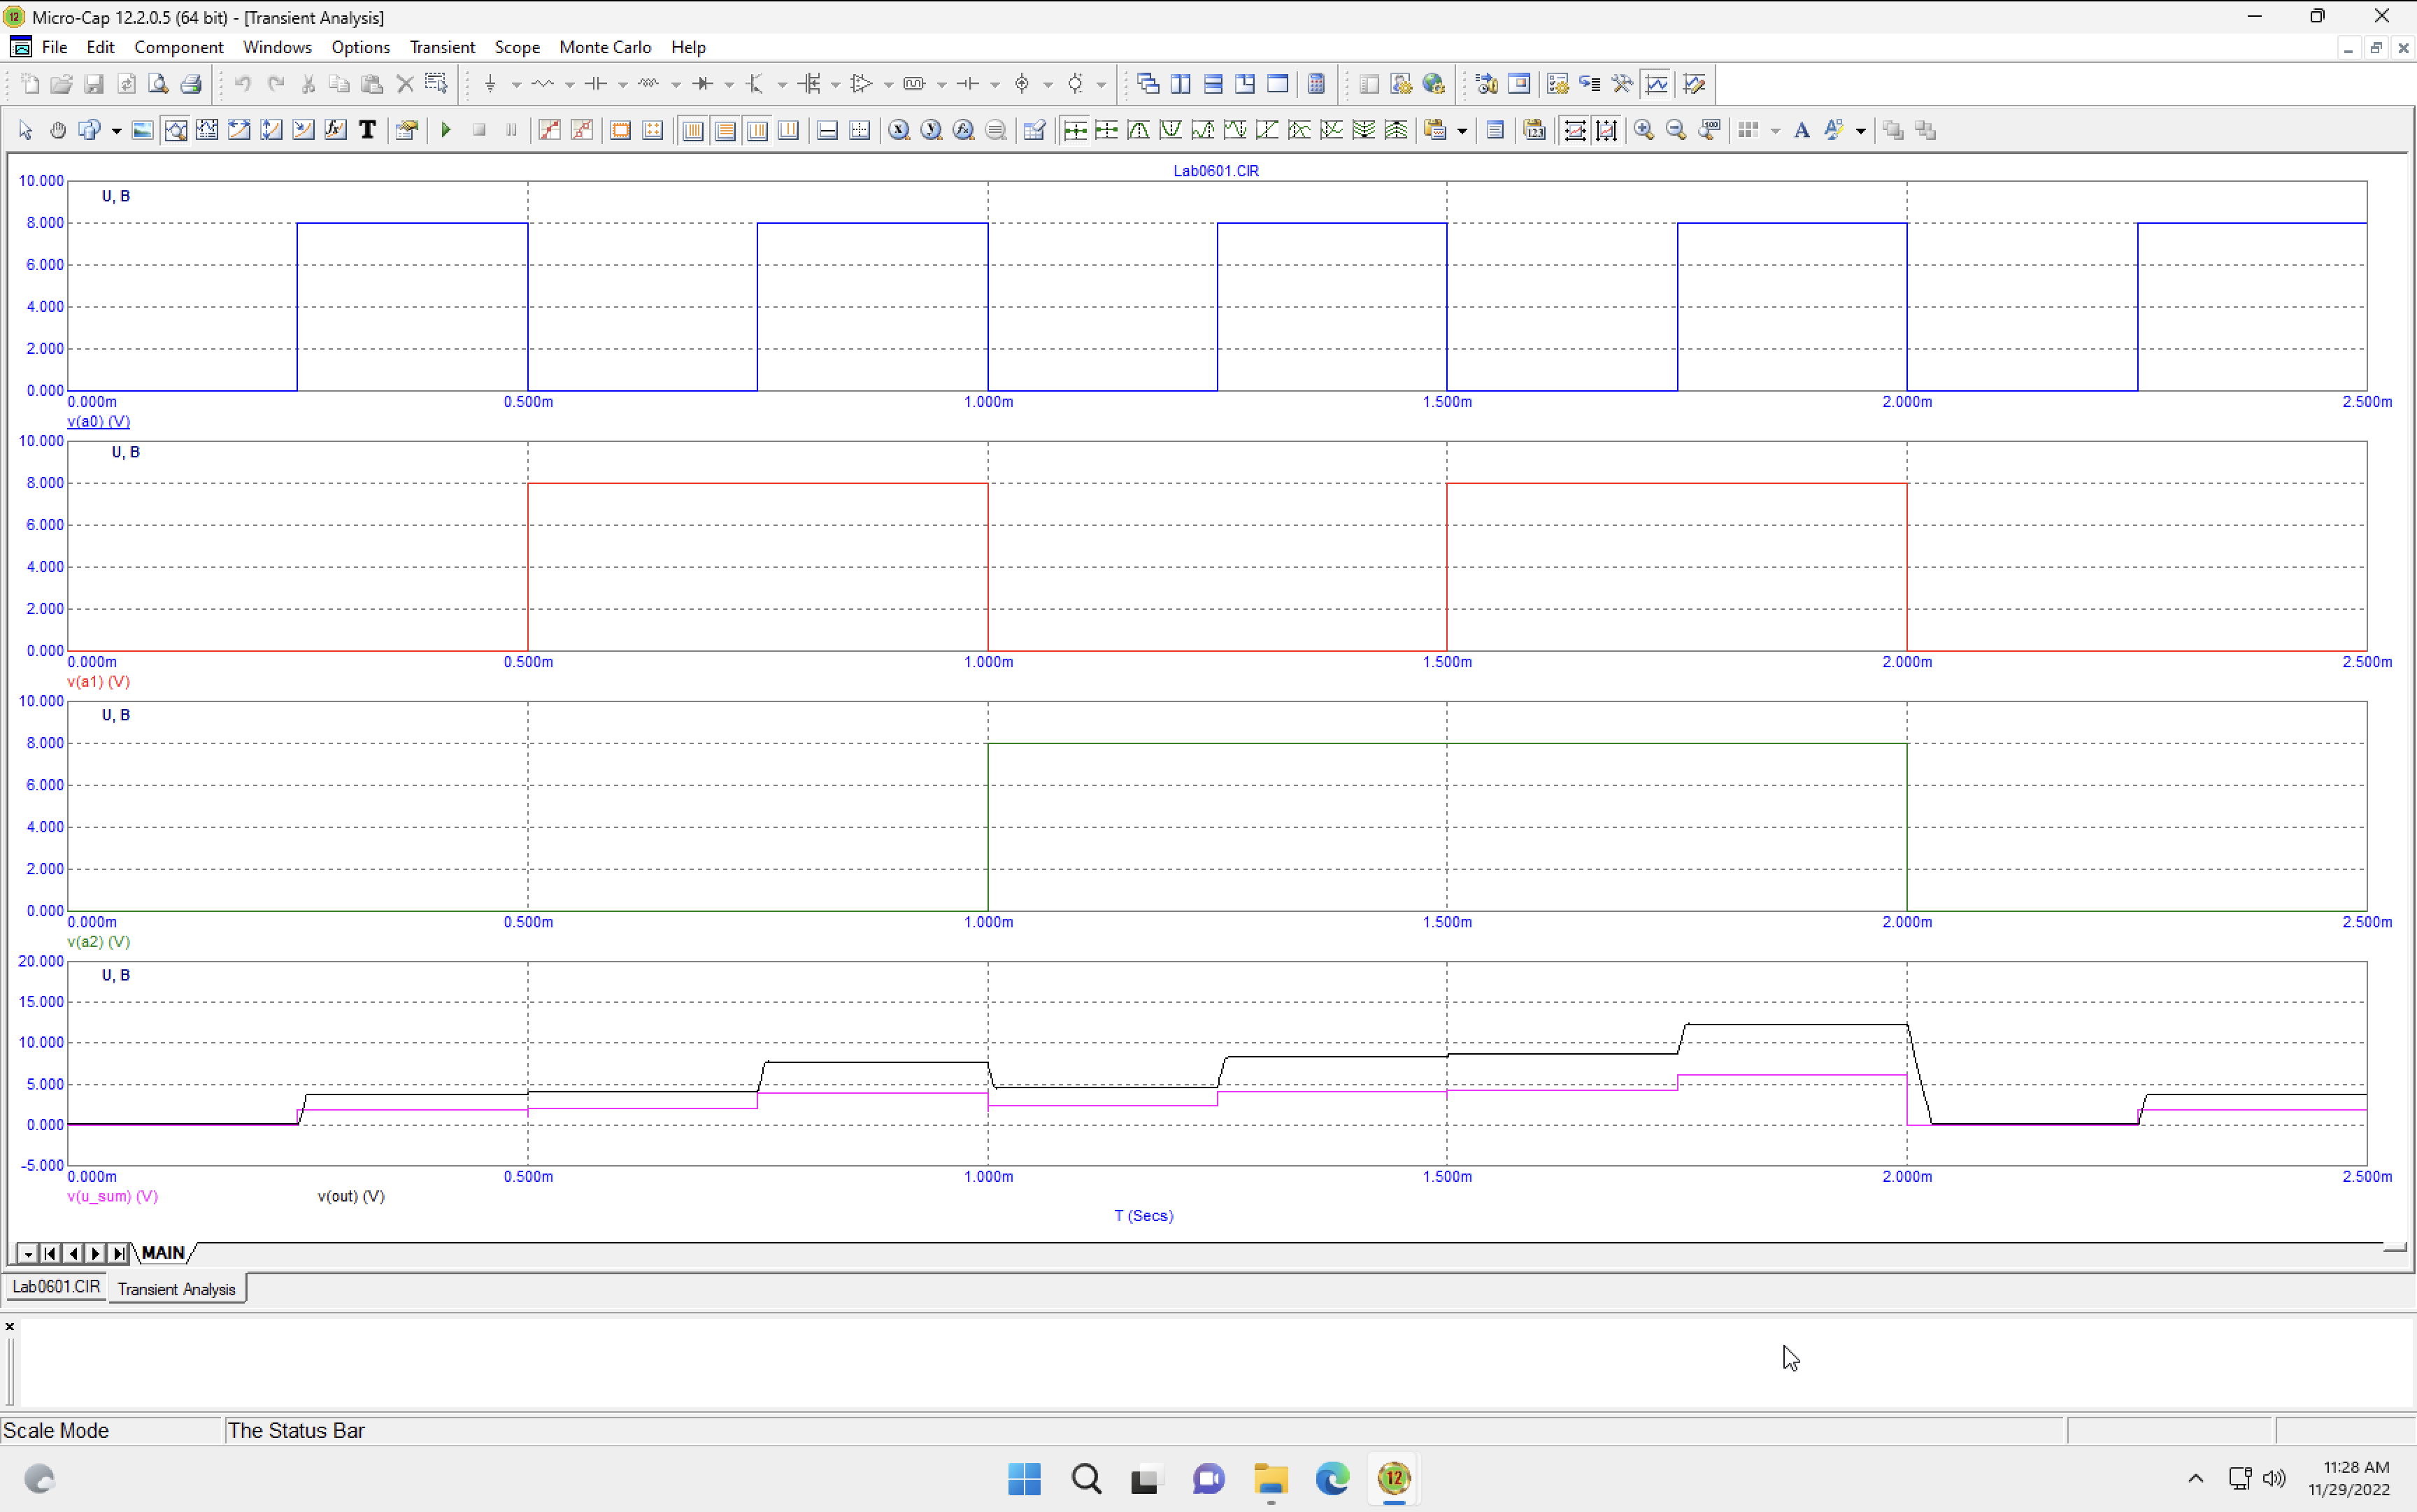 Micro-Cap 12.2.0.5 (64 bit) - [Transient Analysis]
File Edit Component Windows Options Transient Scope Monte Carlo Help
Lab0601.CIR
10.000
U, B
8.000
6.000
4.000
2.000
0.000
0.000m 0.500m 1.000m 1.500m 2.000m 2.500m
v(a0) (V)
10.000
U, B
8.000
6.000
4.000
2.000
0.000
0.000m 0.500m 1.000m 1.500m 2.000m 2.500m
v(a1) (V)
10.000
U, B
8.000
6.000
4.000
2.000
0.000
0.000m 0.500m 1.000m 1.500m 2.000m 2.500m
v(a2) (V)
20.000
U, B
15.000
10.000
5.000
0.000
-5.000
0.000m 0.500m 1.000m 1.500m 2.000m 2.500m
v(u_sum) (V) v(out) (V)
T (Secs)
MAIN
Lab0601.CIR Transient Analysis
Scale Mode The Status Bar
12
11:28 AM
11/29/2022